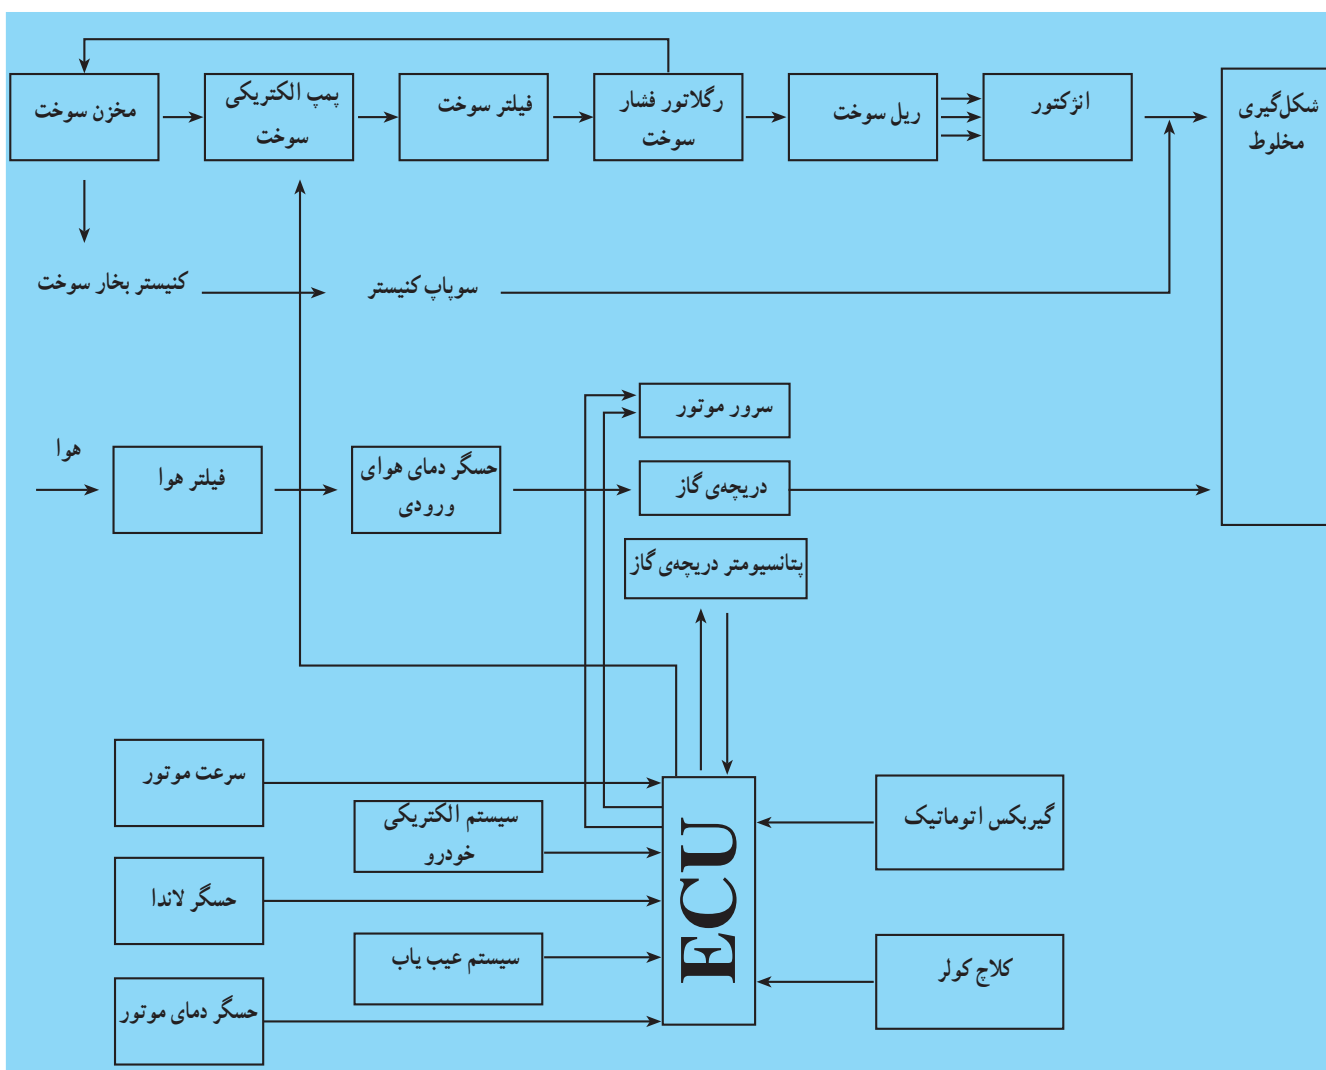 مخزن سوخت
پمپ الکتریکی
سوخت
فیلتر سوخت
رگلاتور فشار
سوخت
ریل سوخت
انژکتور
شکل‌گیری
مخلوط
کنیستر بخار سوخت
سوپاپ کنیستر
سرور موتور
هوا
فیلتر هوا
حسگر دمای هوای
ورودی
دریچه‌ی گاز
پتانسیومتر دریچه‌ی گاز
سرعت موتور
سیستم الکتریکی
خودرو
حسگر لاندا
سیستم عیب یاب
حسگر دمای موتور
ECU
گیربکس اتوماتیک
کلاچ کولر